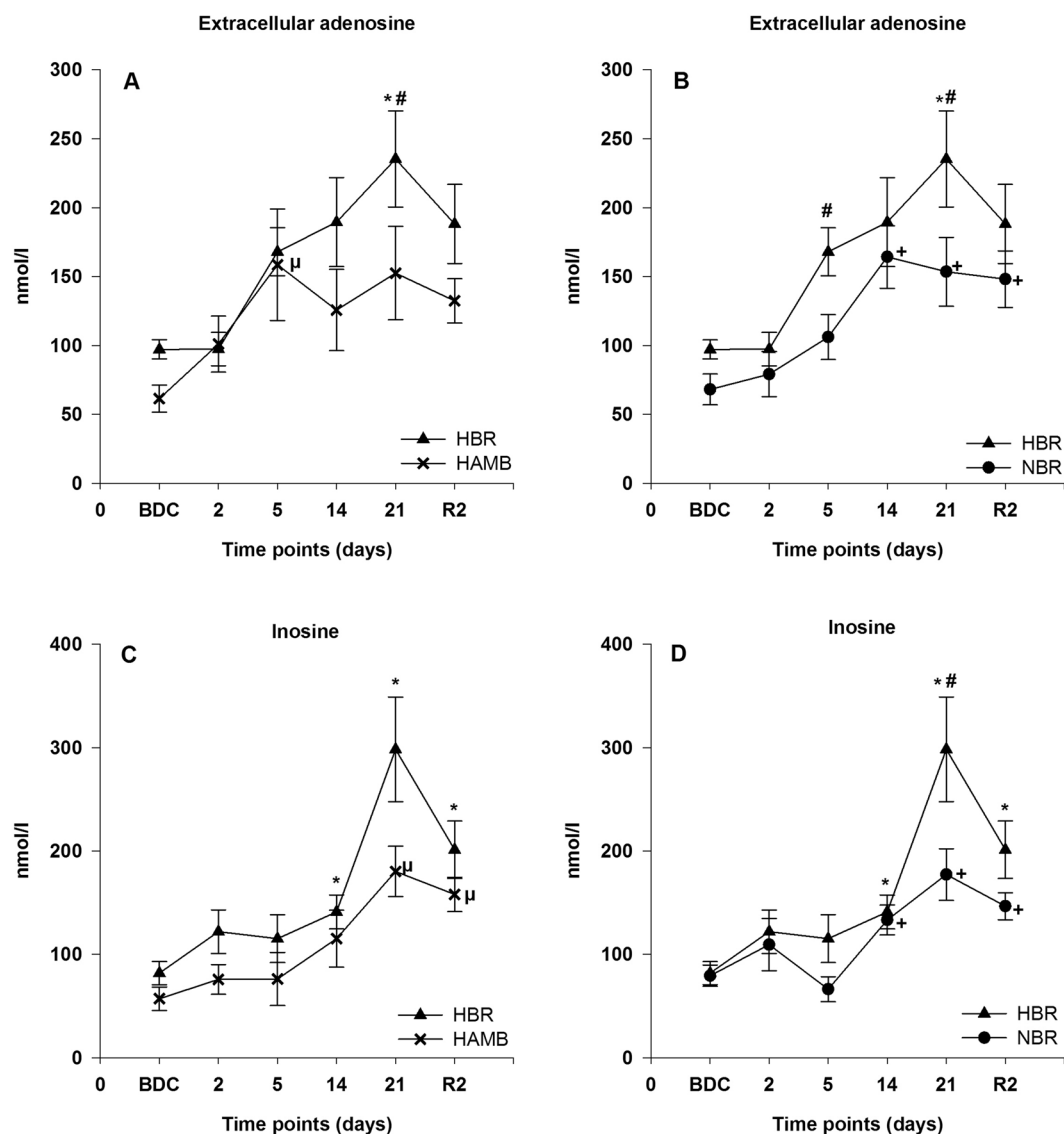 Extracellular adenosine
A
300
250
200
150
100
50
0
nmol/l
*#
µ
HBR
HAMB
0 BDC 2 5 14 21 R2
Time points (days)
Extracellular adenosine
B
300
250
200
150
100
50
0
nmol/l
*#
#
+
+
+
HBR
NBR
0 BDC 2 5 14 21 R2
Time points (days)
Inosine
C
400
300
200
100
0
nmol/l
*
*
*
µ
µ
HBR
HAMB
0 BDC 2 5 14 21 R2
Time points (days)
Inosine
D
400
300
200
100
0
nmol/l
*#
*
*
+
+
+
HBR
NBR
0 BDC 2 5 14 21 R2
Time points (days)